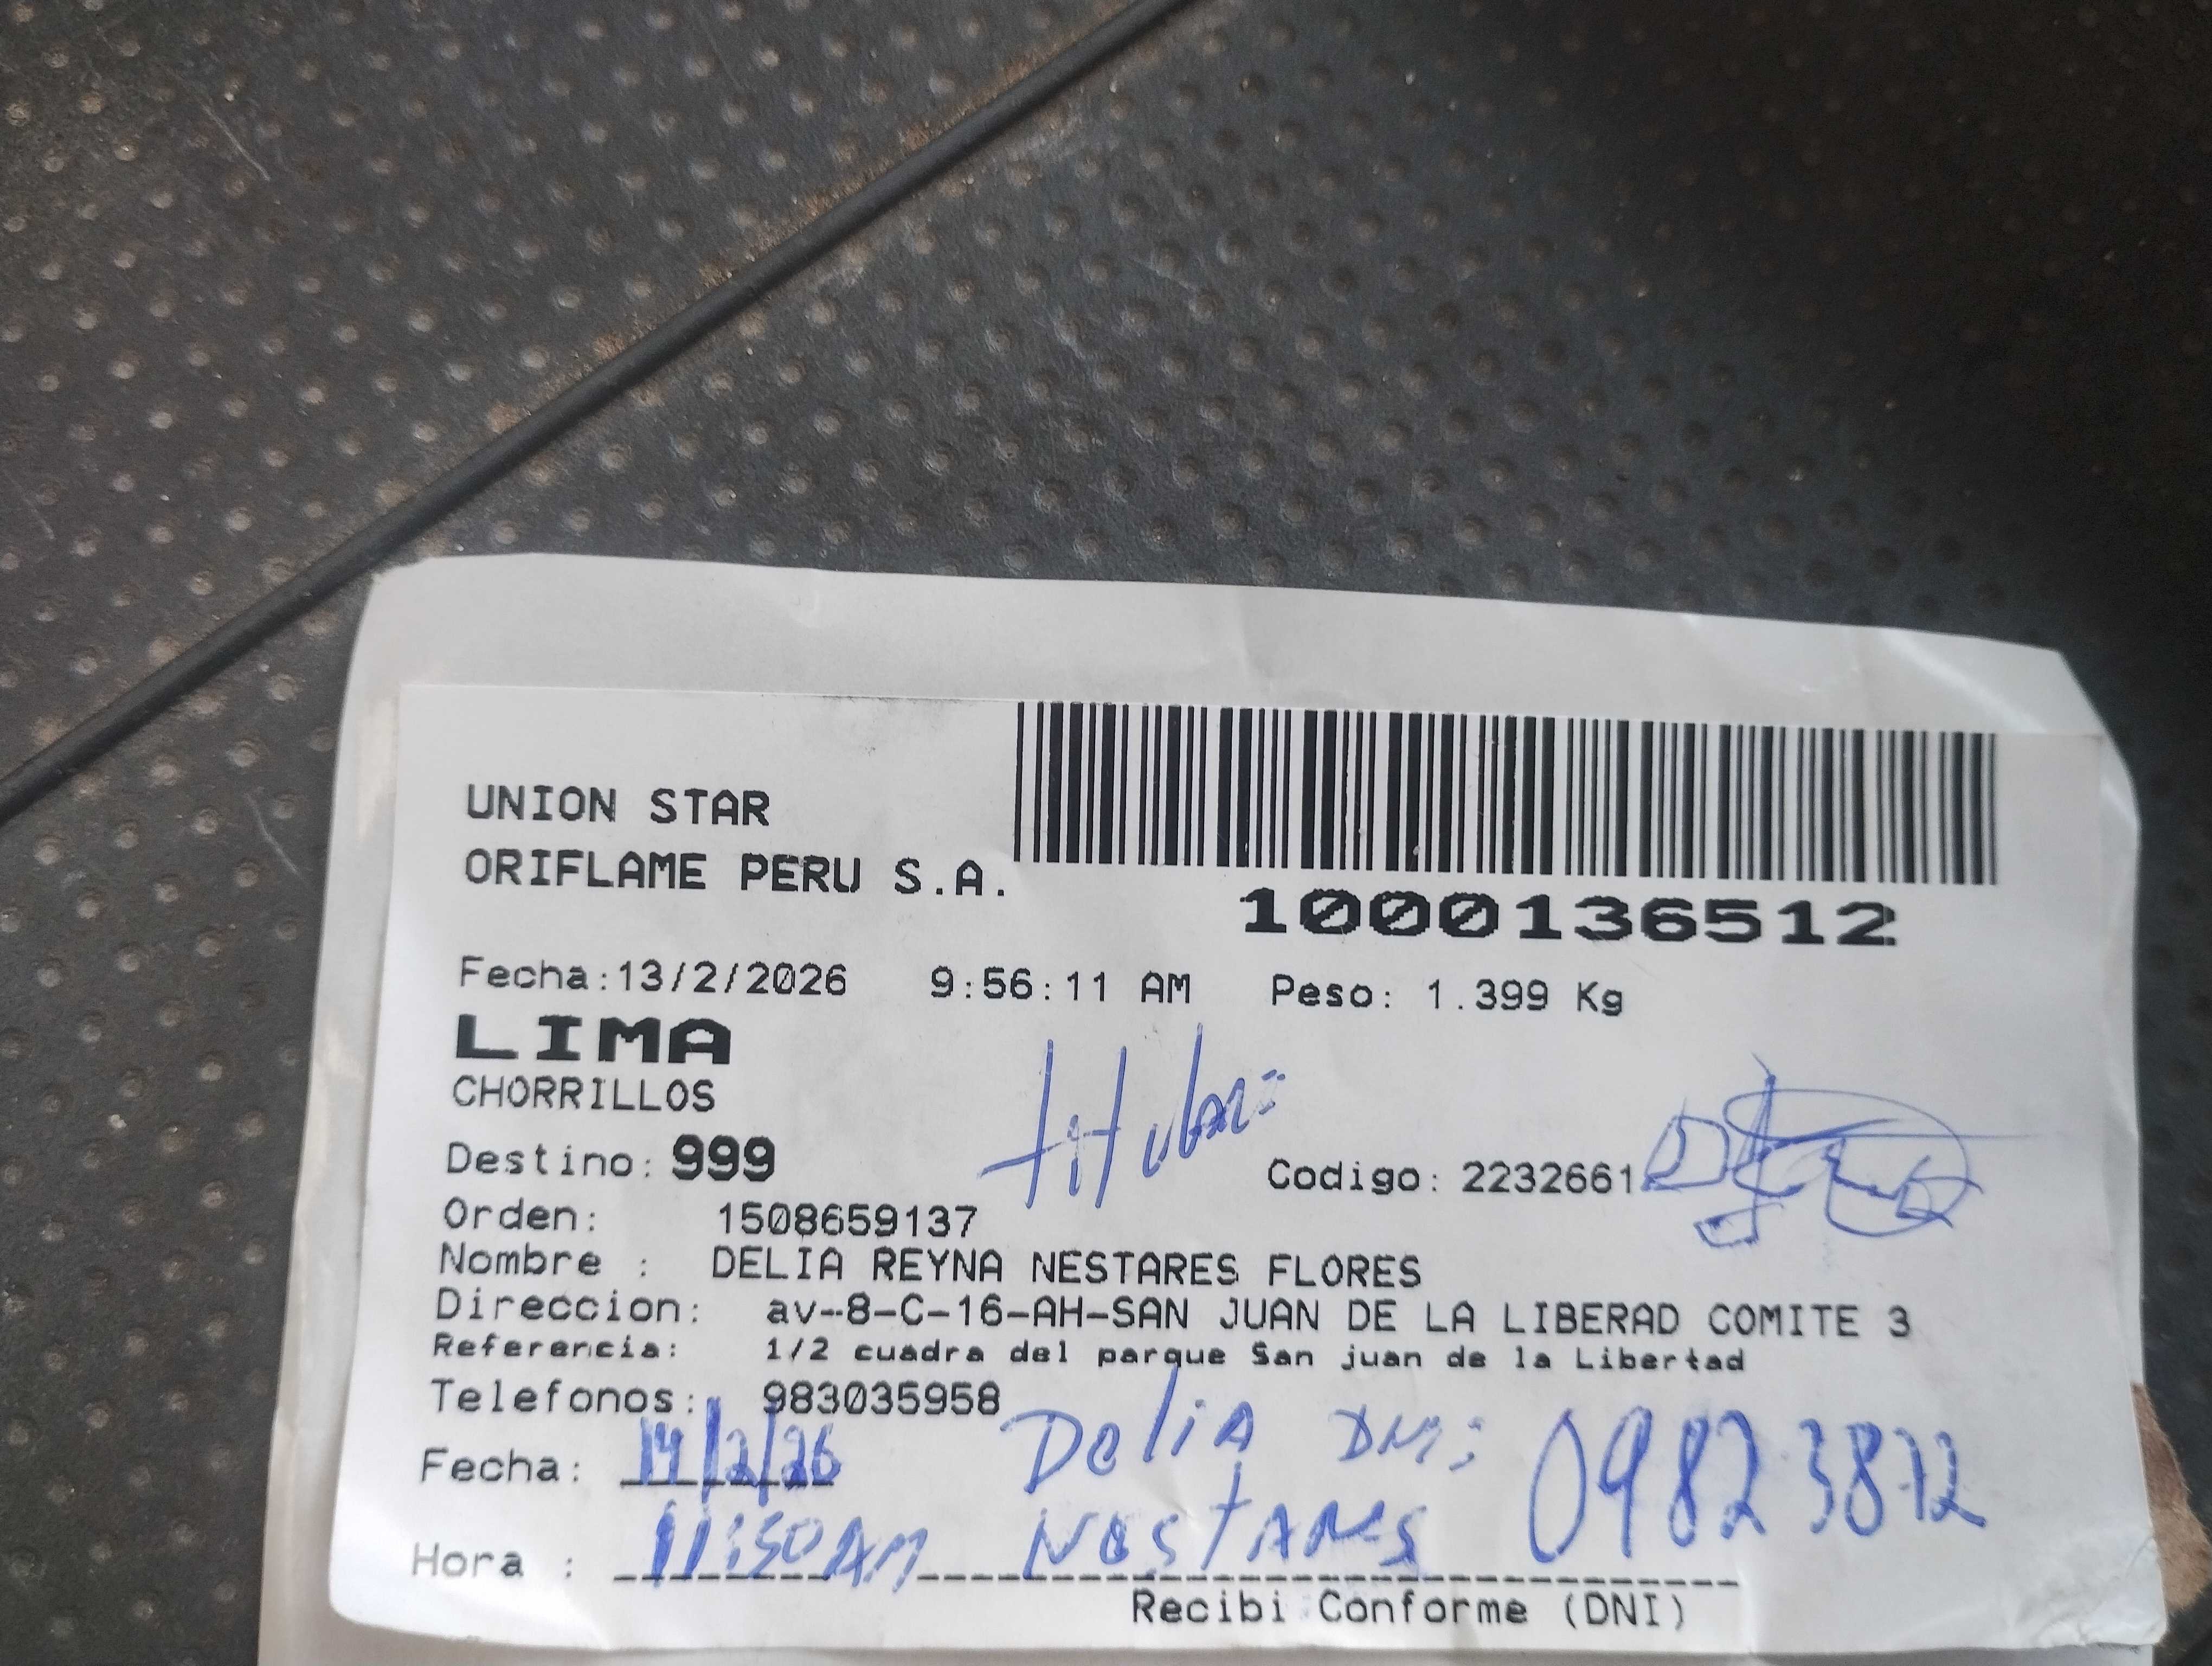 UNION STAR
ORIFLAME PERU S.A.
1000136512
Fecha:13/2/2026 9:56:11 AM Peso: 1.399 Kg
LIMA
CHORRILLOS
Destino: 999
Codigo: 2232661
Orden: 1508659137
Nombre : DELIA REYNA NESTARES FLORES
Direccion: av--8-C-16-AH-SAN JUAN DE LA LIBERAD COMITE 3
Referencia: 1/2 cuadra del parque San juan de la Libertad
Telefonos: 983035958
Fecha: 14/2/26 Delia DNi: 09823872
Hora : 11:50 AM Nestares
Recibi Conforme (DNI)